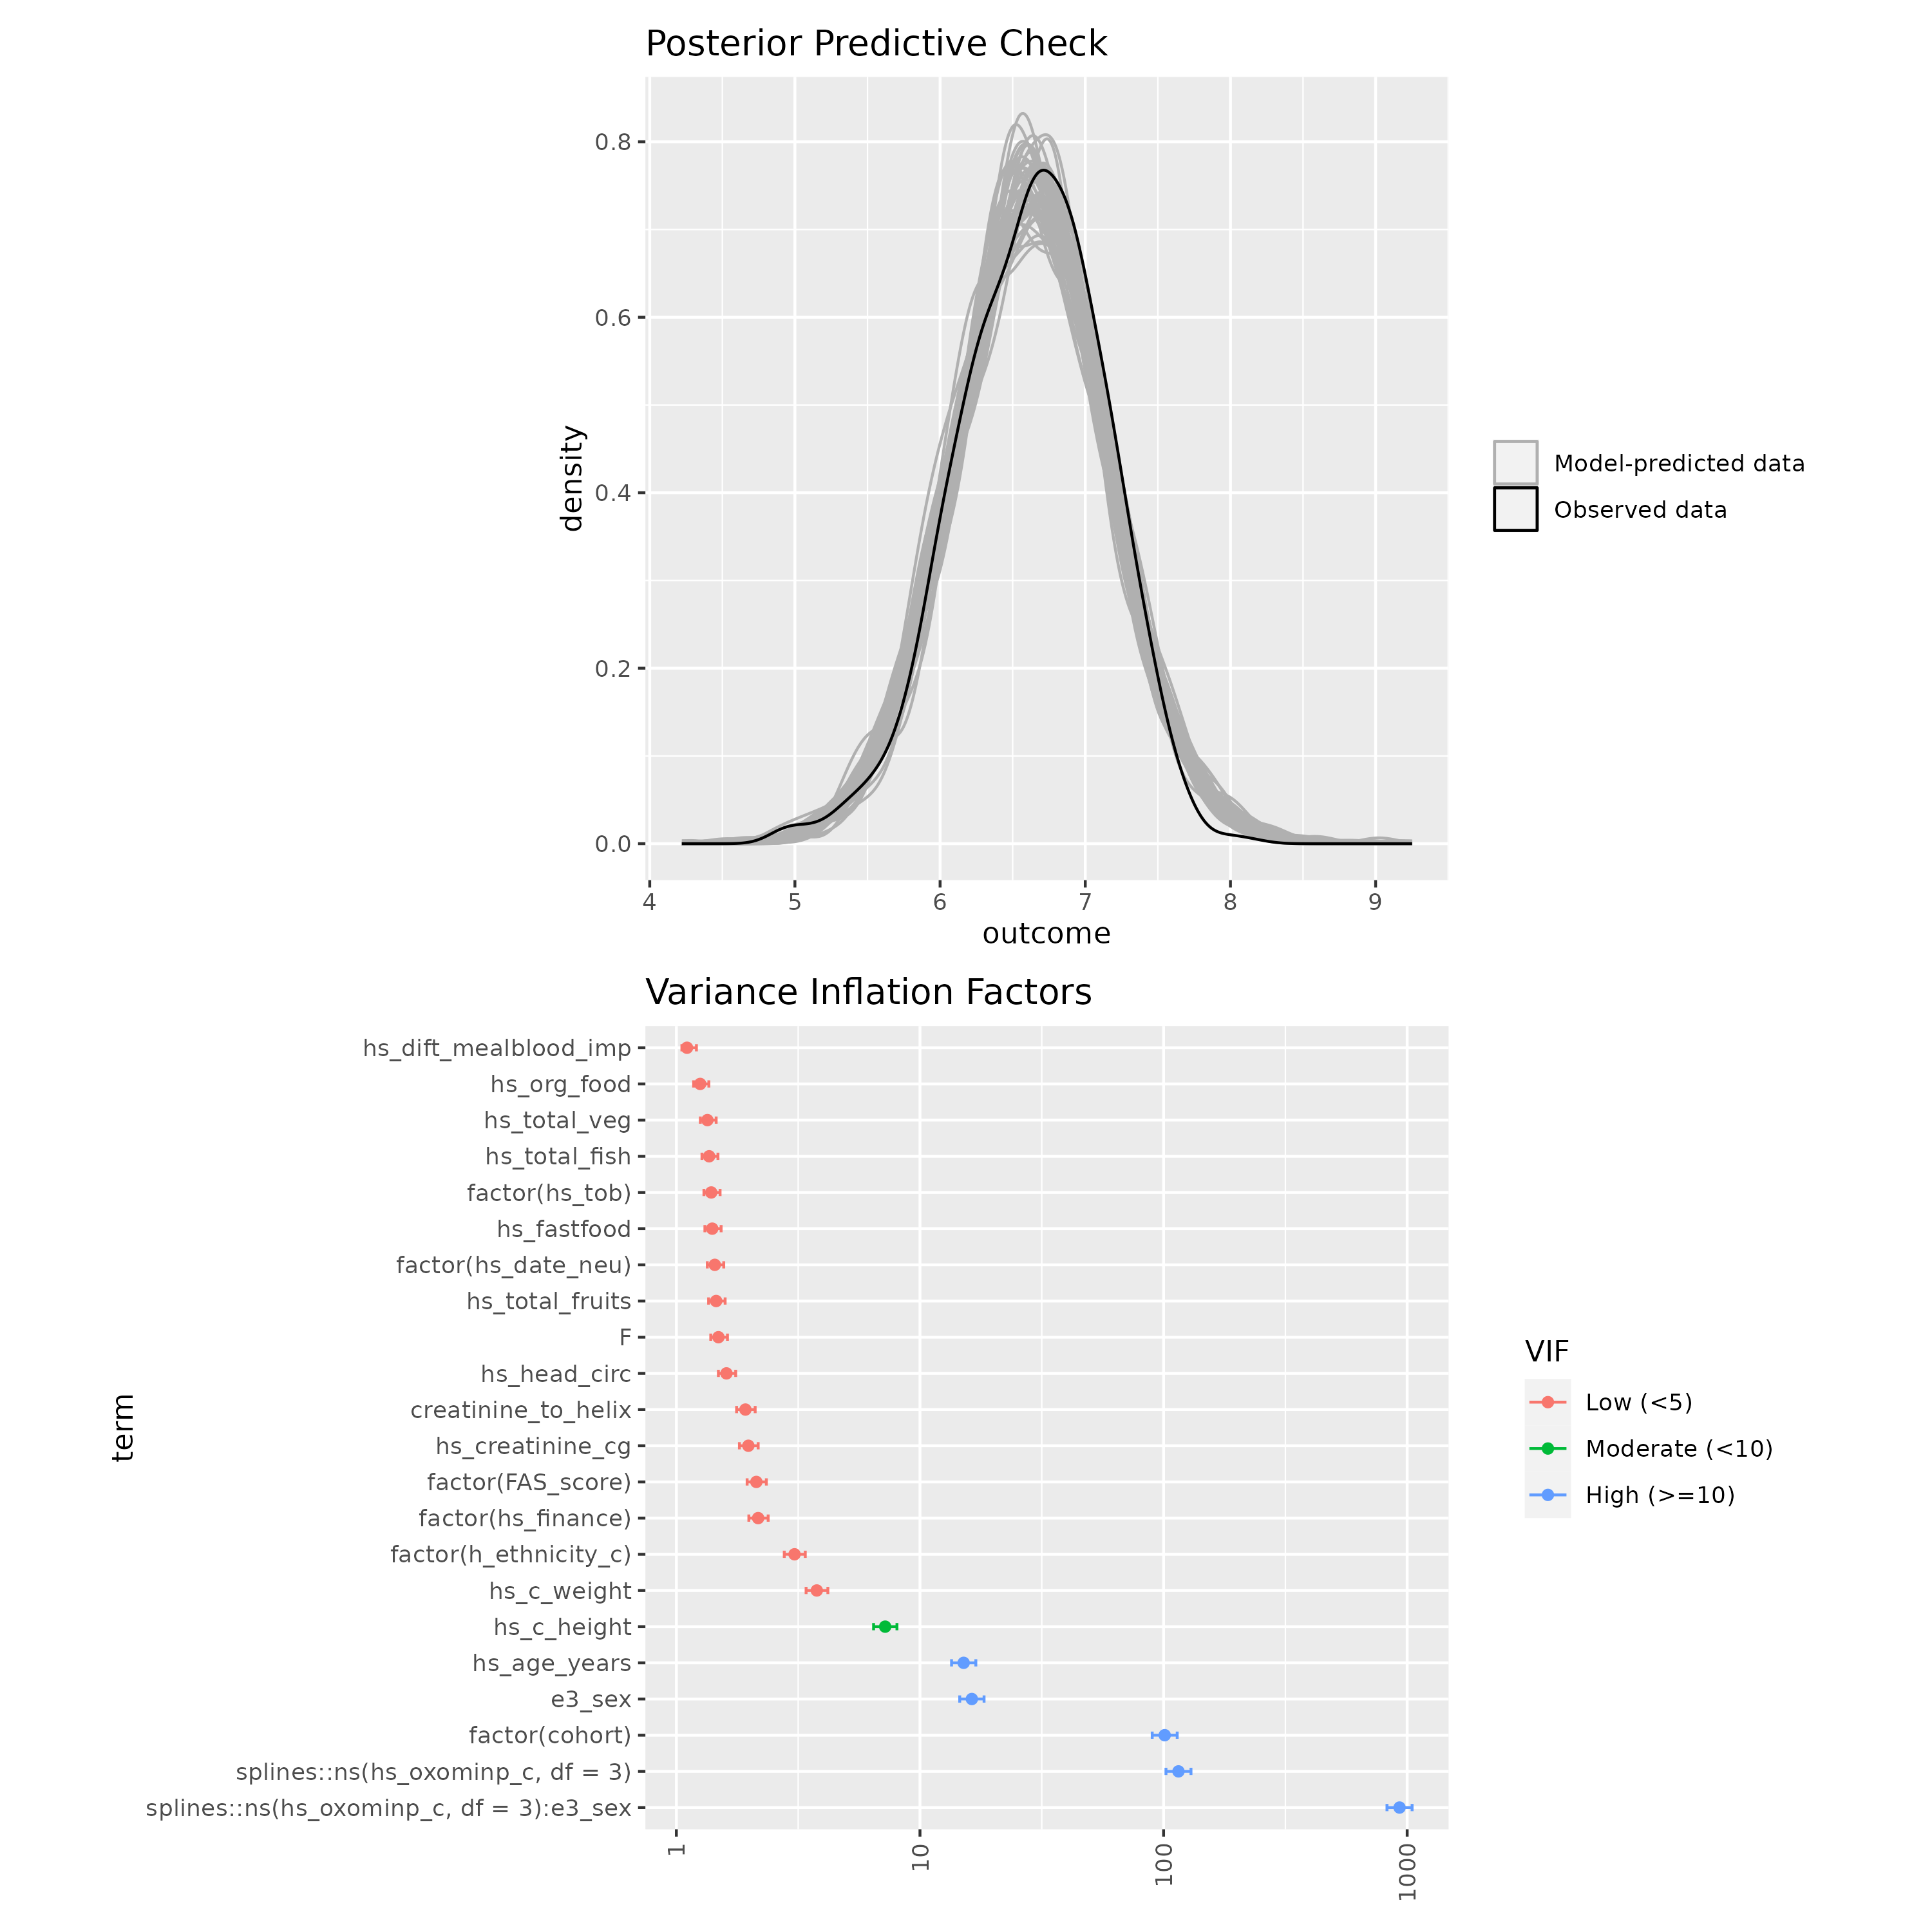 Posterior Predictive Check
0.8
0.6
0.4
0.2
0.0
density
4 5 6 7 8 9
outcome
Model-predicted data
Observed data
Variance Inflation Factors
term
hs_dift_mealblood_imp
hs_org_food
hs_total_veg
hs_total_fish
factor(hs_tob)
hs_fastfood
factor(hs_date_neu)
hs_total_fruits
F
hs_head_circ
creatinine_to_helix
hs_creatinine_cg
factor(FAS_score)
factor(hs_finance)
factor(h_ethnicity_c)
hs_c_weight
hs_c_height
hs_age_years
e3_sex
factor(cohort)
splines::ns(hs_oxominp_c, df = 3)
splines::ns(hs_oxominp_c, df = 3):e3_sex
1 10 100 1000
VIF
Low (<5)
Moderate (<10)
High (>=10)